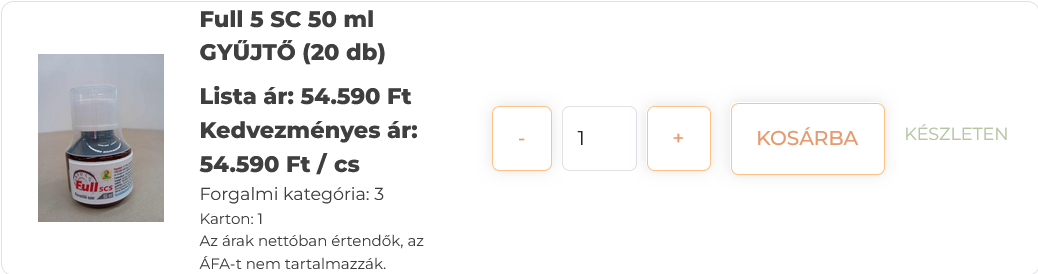 Full 5 SC 50 ml
GYŰJTŐ (20 db)
Lista ár: 54.590 Ft
Kedvezményes ár:
54.590 Ft / cs
Forgalmi kategória: 3
Karton: 1
Az árak nettóban értendők, az
ÁFA-t nem tartalmazzák.
Full 5CS
- 1 + KOSÁRBA KÉSZLETEN